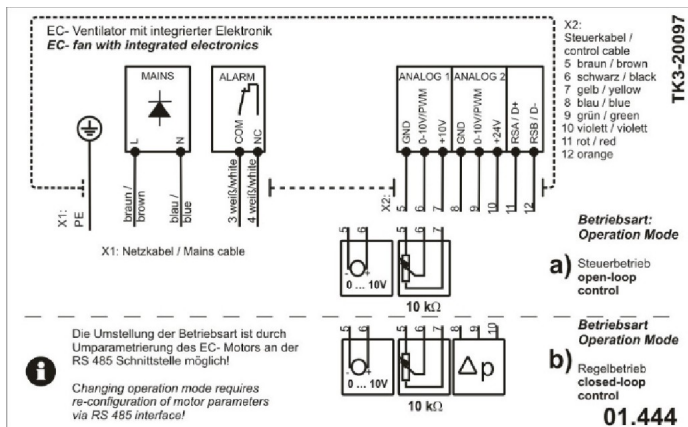 EC- Ventilator mit integrierter Elektronik
EC- fan with integrated electronics
MAINS
ALARM
L
N
COM
NC
PE
braun /
brown
blau /
blue
3 weiß/white
4 weiß/white
X1:
X1: Netzkabel / Mains cable
ANALOG 1
ANALOG 2
GND
0-10V/PWM
+10V
GND
0-10V/PWM
+24V
RSA / D+
RSB / D-
X2:
5
6
7
8
9
10
11
12
X2:
Steuerkabel /
control cable
5 braun / brown
6 schwarz / black
7 gelb / yellow
8 blau / blue
9 grün / green
10 violett / violett
11 rot / red
12 orange
TK3-20097
5
6
5
6
7
- +
0 ... 10V
10 kΩ
Betriebsart:
Operation Mode
a) Steuerbetrieb
open-loop
control
i
Die Umstellung der Betriebsart ist durch
Umparametrierung des EC- Motors an der
RS 485 Schnittstelle möglich!
Changing operation mode requires
re-configuration of motor parameters
via RS 485 interface!
5
6
5
6
7
8
9
10
- +
0 ... 10V
10 kΩ
Δp
Betriebsart
Operation Mode
b) Regelbetrieb
closed-loop
control
01.444